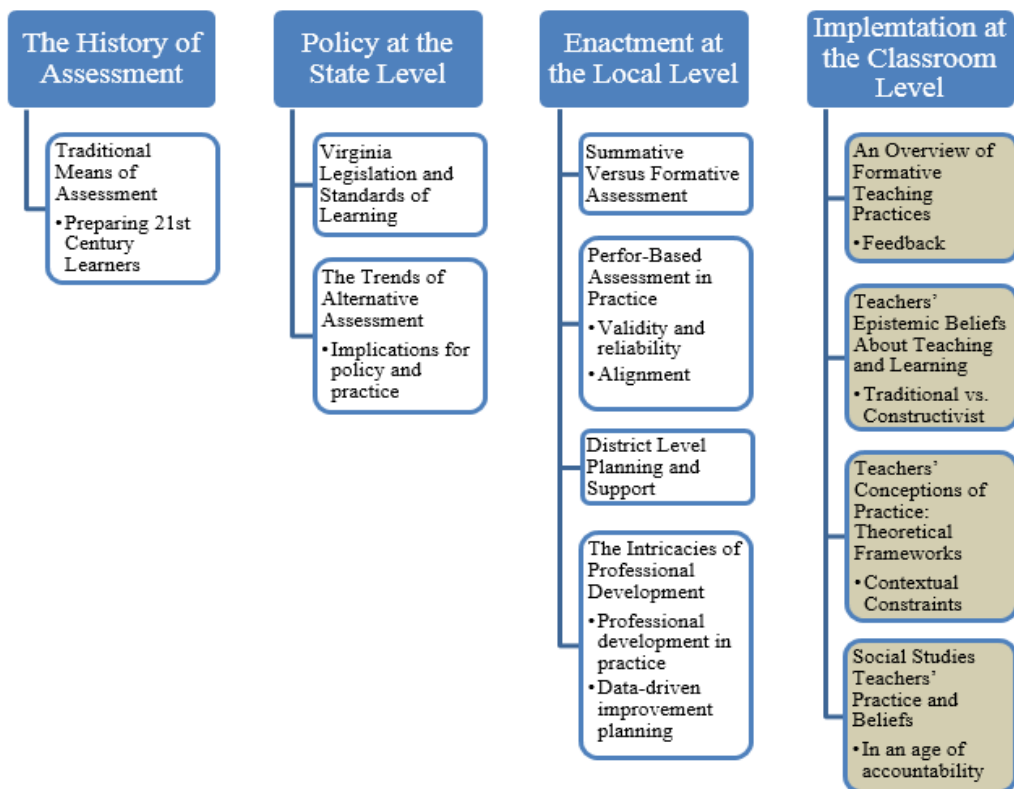 The History of
Assessment
Traditional
Means of
Assessment
•Preparing 21st
Century
Learners
Policy at the
State Level
Virginia
Legislation and
Standards of
Learning
The Trends of
Alternative
Assessment
•Implications for
policy and
practice
Enactment at
the Local Level
Summative
Versus Formative
Assessment
Perfor-Based
Assessment in
Practice
•Validity and
reliability
•Alignment
District Level
Planning and
Support
The Intricacies of
Professional
Development
•Professional
development in
practice
•Data-driven
improvement
planning
Implemtation at
the Classroom
Level
An Overview of
Formative
Teaching
Practices
•Feedback
Teachers’
Epistemic Beliefs
About Teaching
and Learning
•Traditional vs.
Constructivist
Teachers’
Conceptions of
Practice:
Theoretical
Frameworks
•Contextual
Constraints
Social Studies
Teachers’
Practice and
Beliefs
•In an age of
accountability